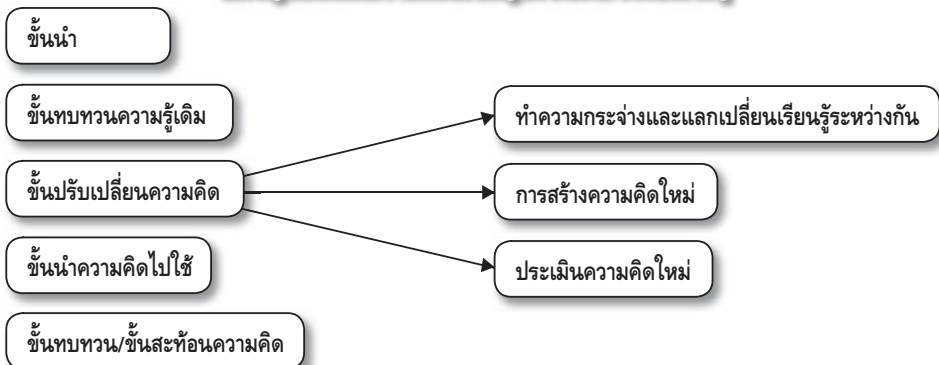 ขั้นนำ
ขั้นทบทวนความรู้เดิม
ขั้นปรับเปลี่ยนความคิด
ขั้นนำความคิดไปใช้
ขั้นทบทวน/ขั้นสะท้อนความคิด
ทำความกระจ่างและแลกเปลี่ยนเรียนรู้ระหว่างกัน
การสร้างความคิดใหม่
ประเมินความคิดใหม่